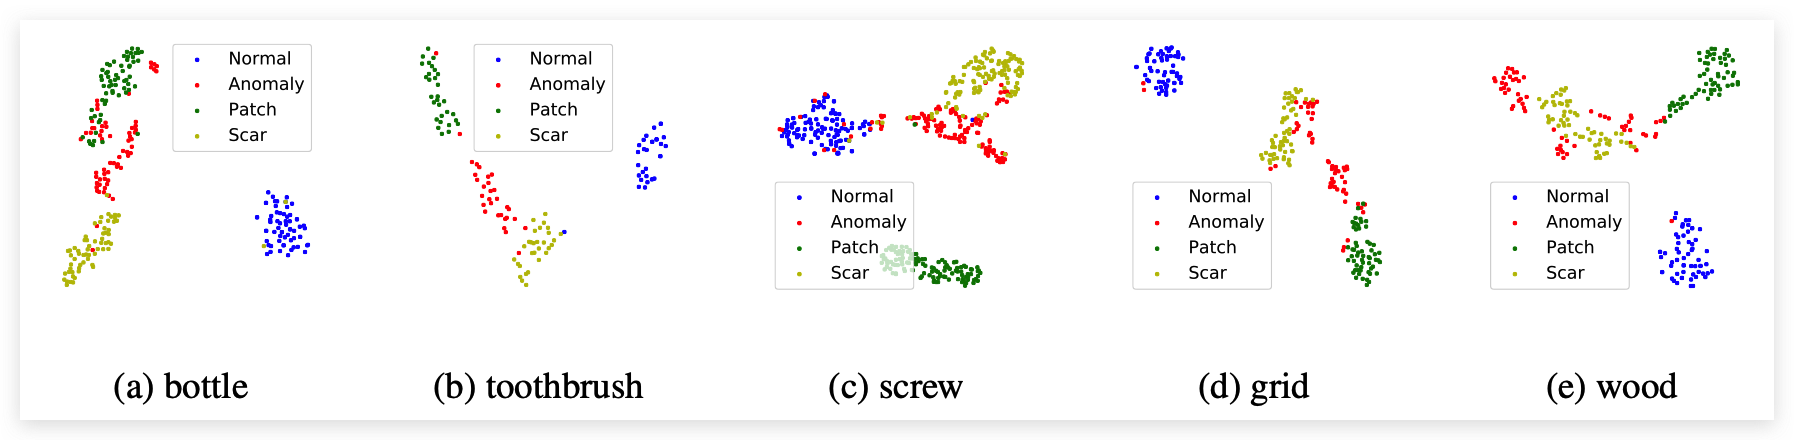 Normal
Anomaly
Patch
Scar
Normal
Anomaly
Patch
Scar
Normal
Anomaly
Patch
Scar
Normal
Anomaly
Patch
Scar
Normal
Anomaly
Patch
Scar
(a) bottle
(b) toothbrush
(c) screw
(d) grid
(e) wood